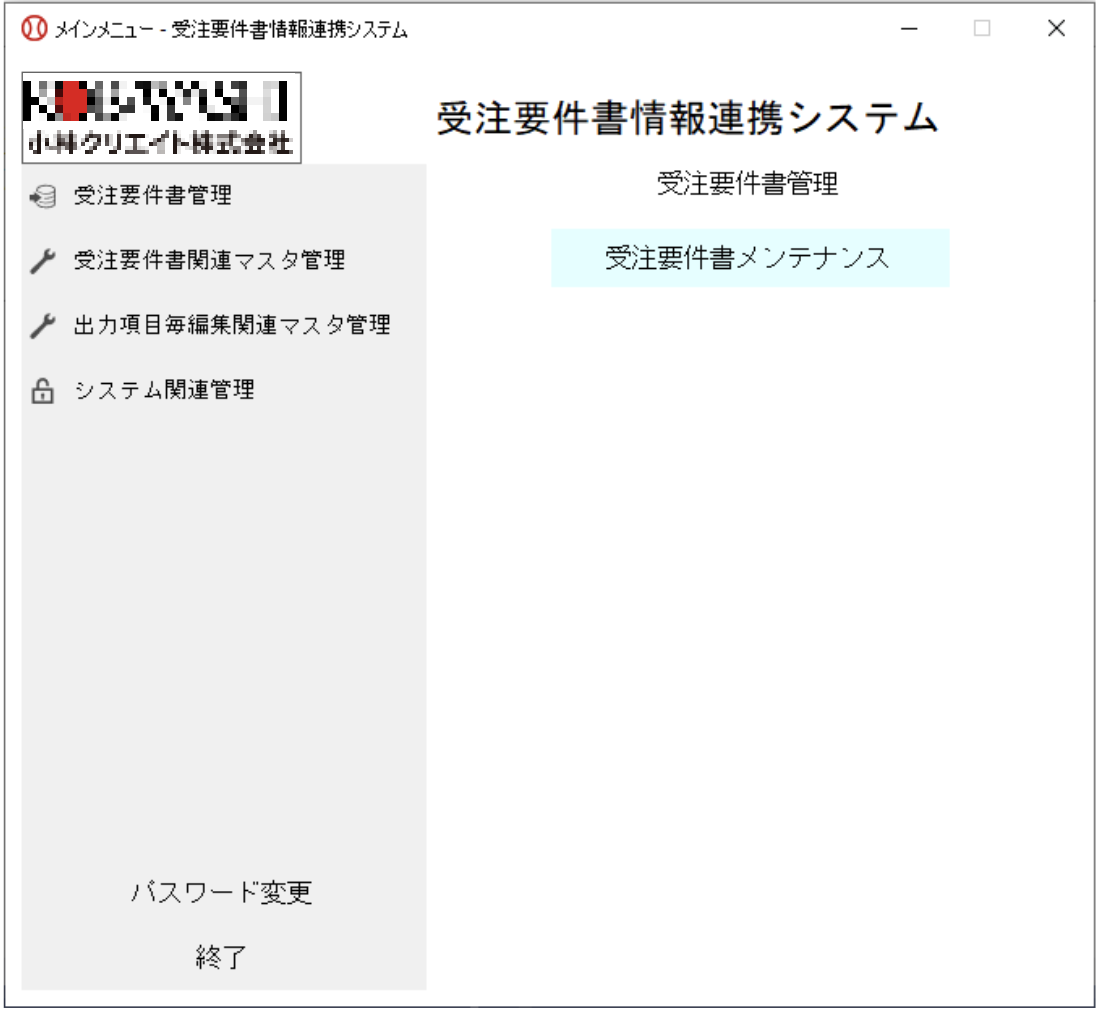 メインメニュー - 受注要件書情報連携システム
小林クリエイト株式会社
受注要件書情報連携システム
受注要件書管理
受注要件書関連マスタ管理
出力項目毎編集関連マスタ管理
システム関連管理
受注要件書管理
受注要件書メンテナンス
パスワード変更
終了